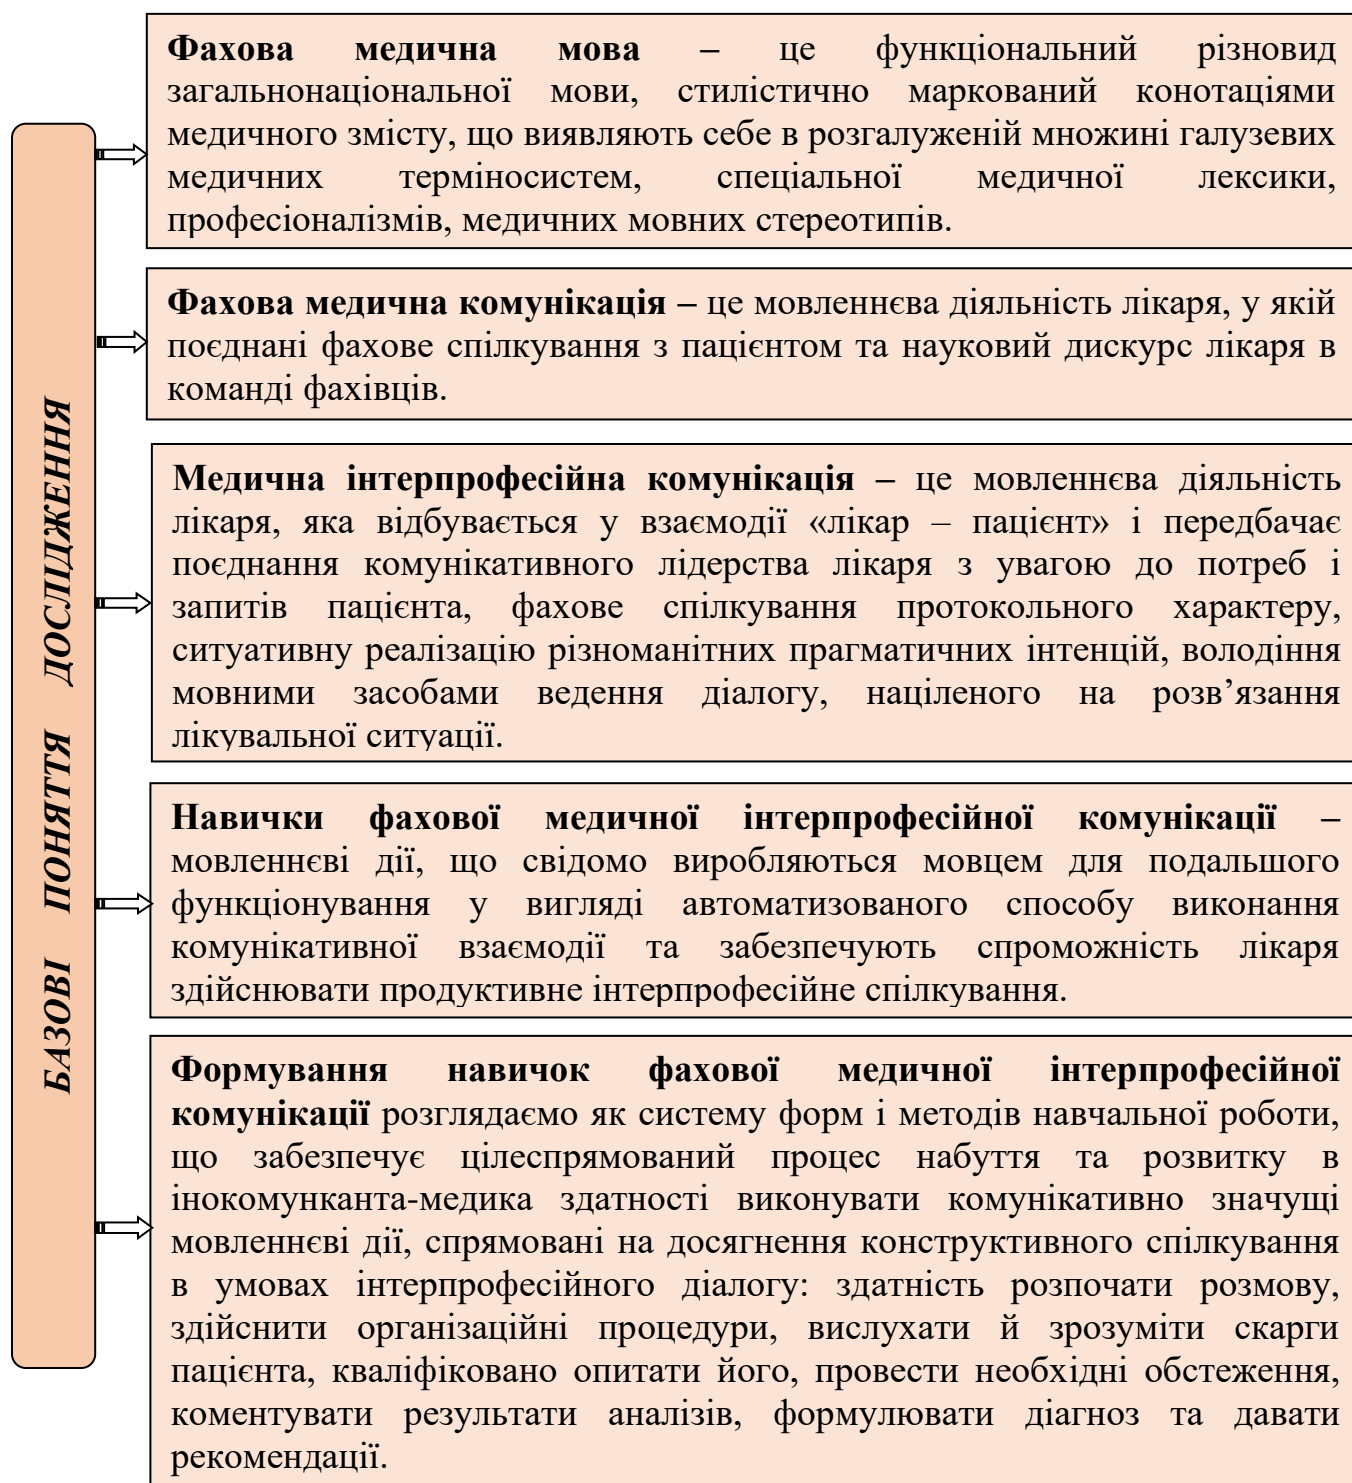 БАЗОВІ ПОНЯТТЯ ДОСЛІДЖЕННЯ
Фахова медична мова – це функціональний різновид
загальнонаціональної мови, стилістично маркований конотаціями
медичного змісту, що виявляють себе в розгалуженій множині галузевих
медичних терміносистем, спеціальної медичної лексики,
професіоналізмів, медичних мовних стереотипів.
Фахова медична комунікація – це мовленнєва діяльність лікаря, у якій
поєднані фахове спілкування з пацієнтом та науковий дискурс лікаря в
команді фахівців.
Медична інтерпрофесійна комунікація – це мовленнєва діяльність
лікаря, яка відбувається у взаємодії «лікар – пацієнт» і передбачає
поєднання комунікативного лідерства лікаря з увагою до потреб і
запитів пацієнта, фахове спілкування протокольного характеру,
ситуативну реалізацію різноманітних прагматичних інтенцій, володіння
мовними засобами ведення діалогу, націленого на розв’язання
лікувальної ситуації.
Навички фахової медичної інтерпрофесійної комунікації –
мовленнєві дії, що свідомо виробляються мовцем для подальшого
функціонування у вигляді автоматизованого способу виконання
комунікативної взаємодії та забезпечують спроможність лікаря
здійснювати продуктивне інтерпрофесійне спілкування.
Формування навичок фахової медичної інтерпрофесійної
комунікації розглядаємо як систему форм і методів навчальної роботи,
що забезпечує цілеспрямований процес набуття та розвитку в
інокомунканта-медика здатності виконувати комунікативно значущі
мовленнєві дії, спрямовані на досягнення конструктивного спілкування
в умовах інтерпрофесійного діалогу: здатність розпочати розмову,
здійснити організаційні процедури, вислухати й зрозуміти скарги
пацієнта, кваліфіковано опитати його, провести необхідні обстеження,
коментувати результати аналізів, формулювати діагноз та давати
рекомендації.